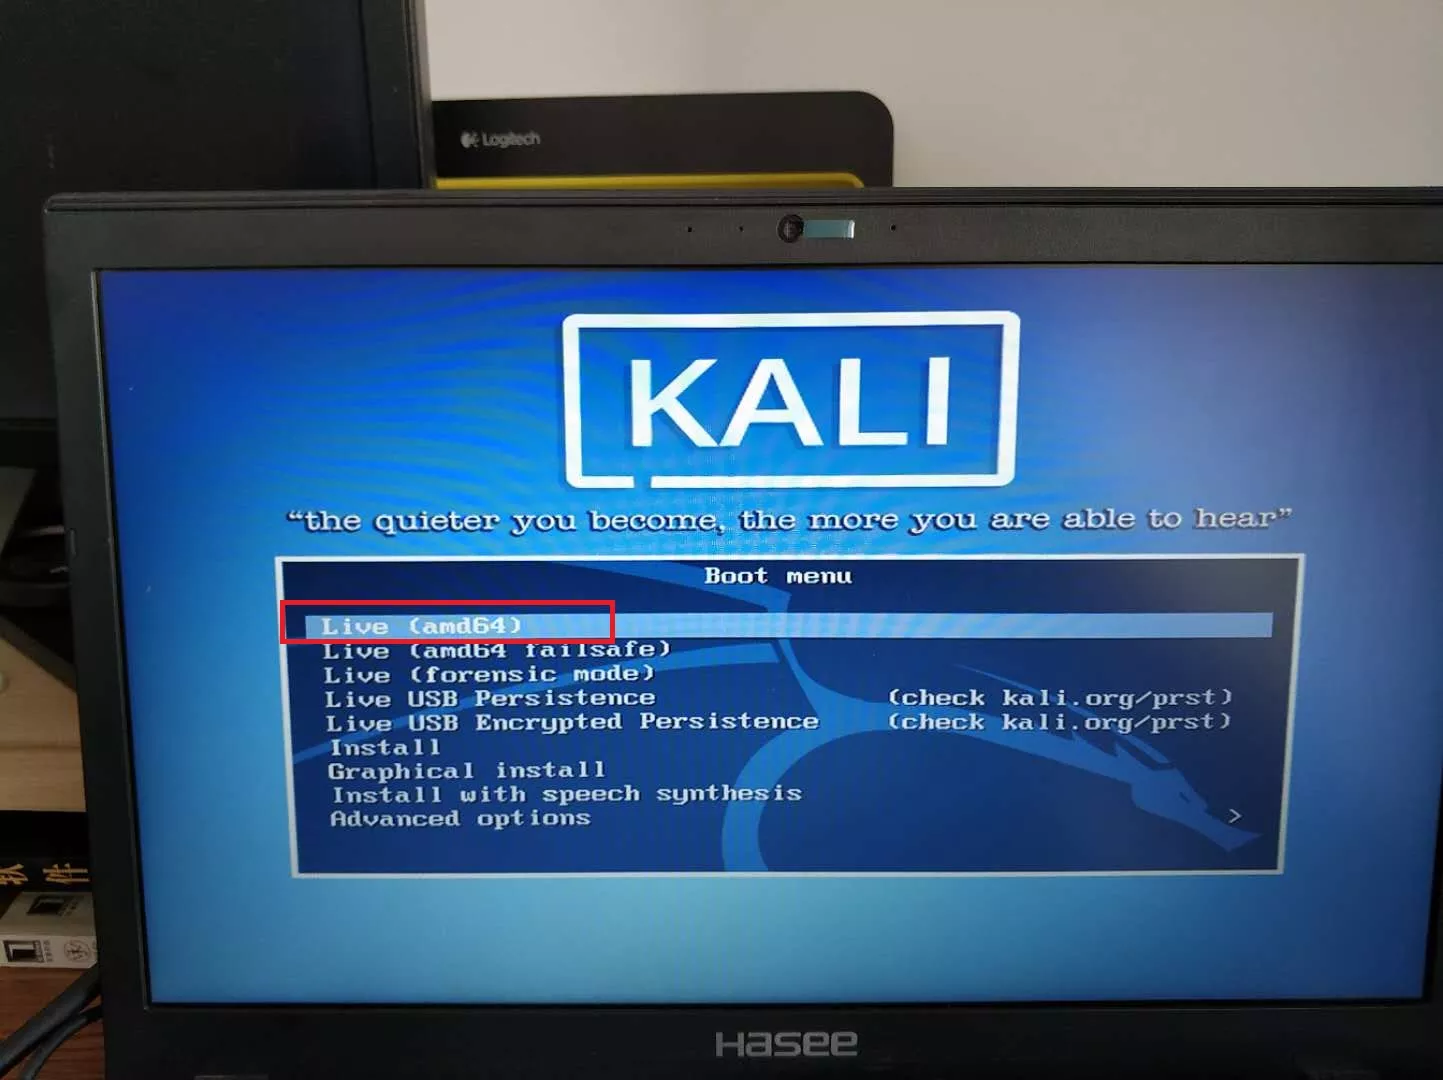 Logitech
KALI
“the quieter you become, the more you are able to hear”
Boot menu
Live (amd64)
Live (amd64 failsafe)
Live (forensic mode)
Live USB Persistence (check kali.org/prst)
Live USB Encrypted Persistence (check kali.org/prst)
Install
Graphical install
Install with speech synthesis
Advanced options >
软件
Hasee